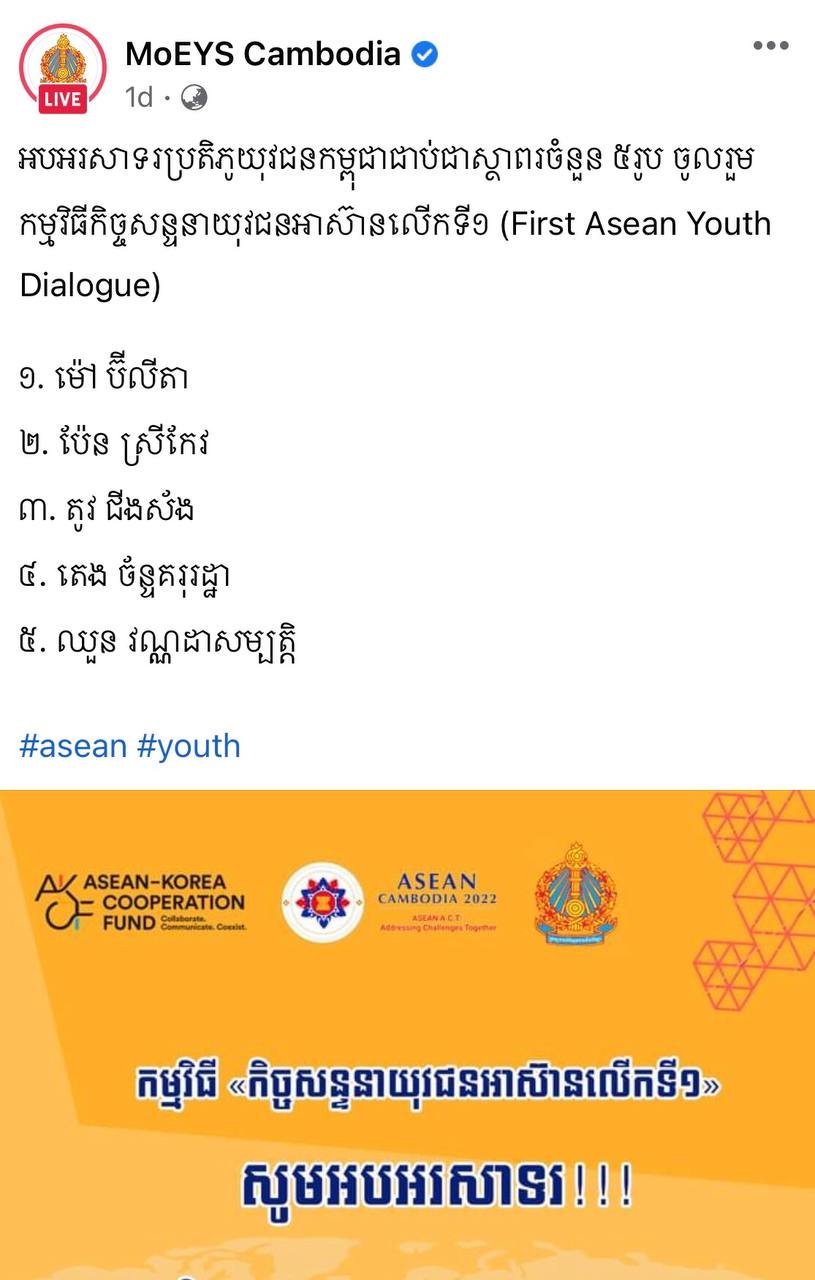 MoEYS Cambodia
LIVE
1d ·
អបអរសាទរប្រតិភូយុវជនកម្ពុជាជាប់ជាស្ថាពរចំនួន ៥រូប ចូលរួម
កម្មវិធីកិច្ចសន្ទនាយុវជនអាស៊ានលើកទី១ (First Asean Youth
Dialogue)
១. ម៉ៅ ប៊ីលីតា
២. ប៉ែន ស្រីកែវ
៣. តូវ ជីងស័ង
៤. តេង ច័ន្ទគរុរដ្ឋា
៥. ឈួន វណ្ណដាសម្បត្តិ
#asean #youth
ASEAN-KOREA
COOPERATION
FUND Collaborate.
Communicate. Coexist.
ASEAN
CAMBODIA 2022
ASEAN A.C.T:
Addressing Challenges Together
កម្មវិធី «កិច្ចសន្ទនាយុវជនអាស៊ានលើកទី១»
សូមអបអរសាទរ!!!